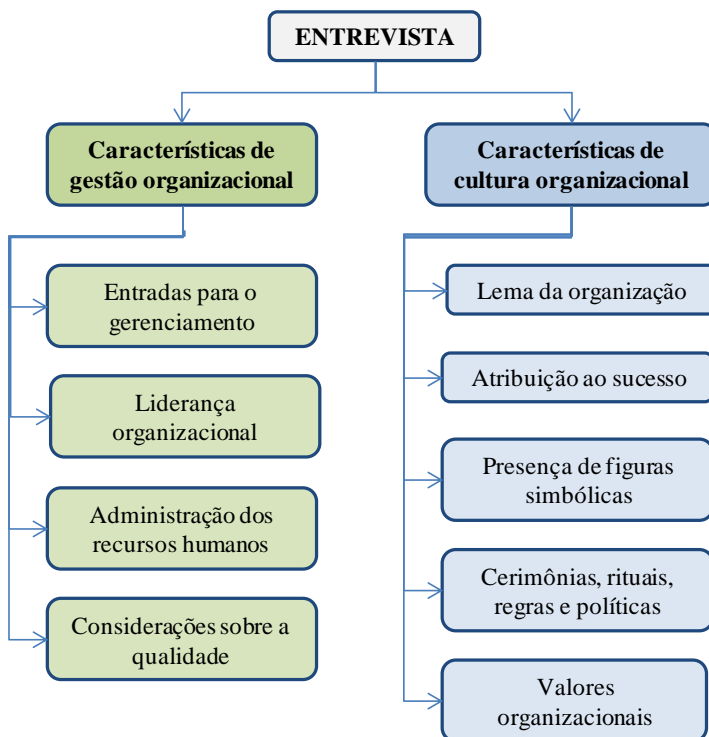 ENTREVISTA
Características de
gestão organizacional
Entradas para o
gerenciamento
Liderança
organizacional
Administração dos
recursos humanos
Considerações sobre a
qualidade
Características de
cultura organizacional
Lema da organização
Atribuição ao sucesso
Presença de figuras
simbólicas
Cerimônias, rituais,
regras e políticas
Valores
organizacionais